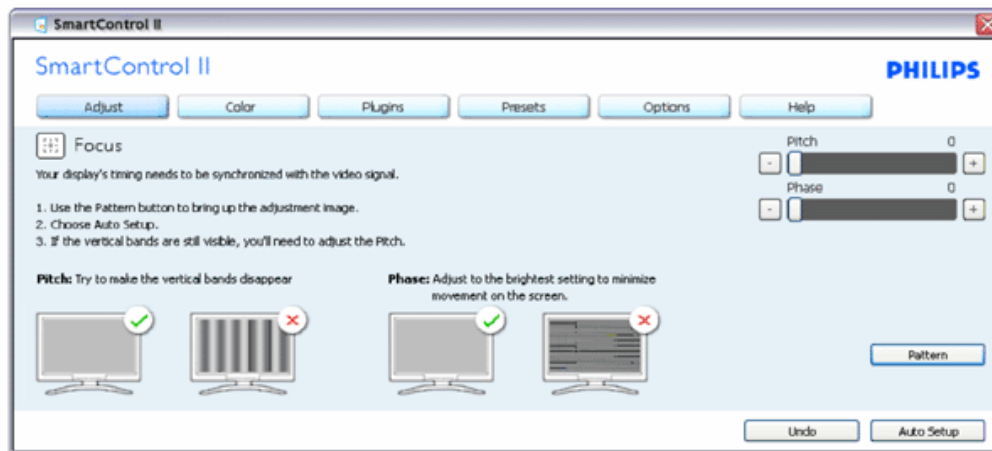 SmartControl II
SmartControl II
PHILIPS
Adjust Color Plugins Presets Options Help
Focus
Your display's timing needs to be synchronized with the video signal.
1. Use the Pattern button to bring up the adjustment image.
2. Choose Auto Setup.
3. If the vertical bands are still visible, you'll need to adjust the Pitch.
Pitch 0
- +
Phase 0
- +
Pitch: Try to make the vertical bands disappear
Phase: Adjust to the brightest setting to minimize
movement on the screen.
Pattern
Undo Auto Setup